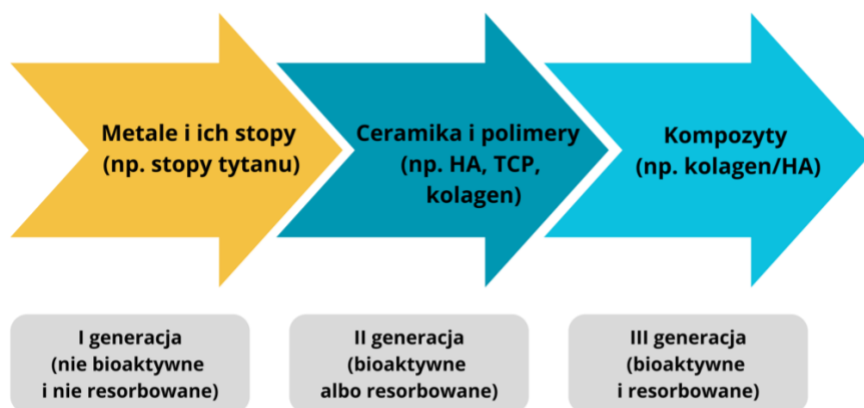 Metale i ich stopy
(np. stopy tytanu)
Ceramika i polimery
(np. HA, TCP,
kolagen)
Kompozyty
(np. kolagen/HA)
I generacja
(nie bioaktywne
i nie resorbowane)
II generacja
(bioaktywne
albo resorbowane)
III generacja
(bioaktywne
i resorbowane)